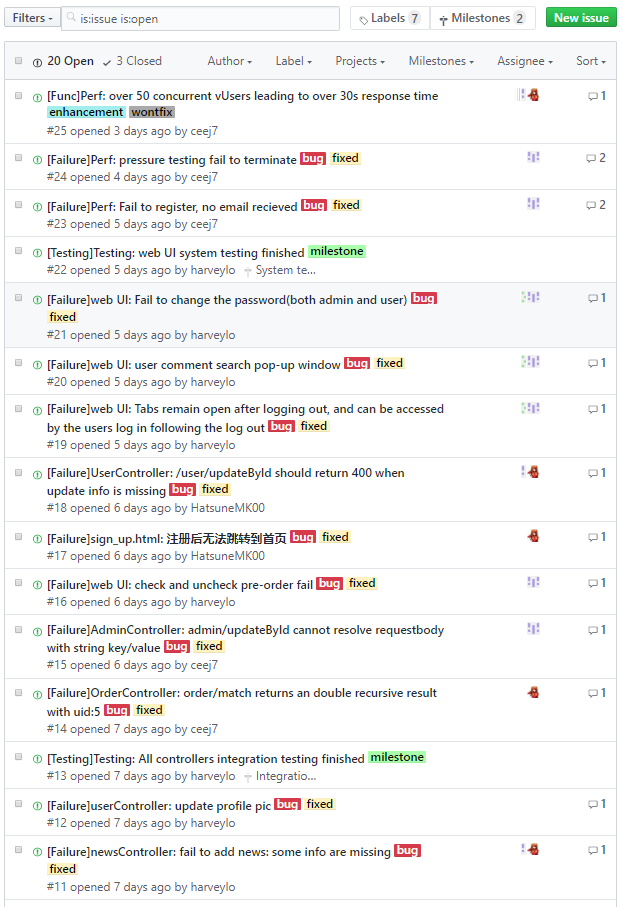 Filters is:issue is:open Labels 7 Milestones 2 New issue
20 Open 3 Closed Author Label Projects Milestones Assignee Sort
[Func]Perf: over 50 concurrent vUsers leading to over 30s response time 1
enhancement wontfix
#25 opened 3 days ago by ceej7
[Failure]Perf: pressure testing fail to terminate bug fixed 2
#24 opened 4 days ago by ceej7
[Failure]Perf: Fail to register, no email recieved bug fixed 2
#23 opened 5 days ago by ceej7
[Testing]Testing: web UI system testing finished milestone
#22 opened 5 days ago by harveylo System te...
[Failure]web UI: Fail to change the password(both admin and user) bug 1
fixed
#21 opened 5 days ago by harveylo
[Failure]web UI: user comment search pop-up window bug fixed 1
#20 opened 5 days ago by harveylo
[Failure]web UI: Tabs remain open after logging out, and can be accessed 1
by the users log in following the log out bug fixed
#19 opened 5 days ago by harveylo
[Failure]UserController: /user/updateById should return 400 when 1
update info is missing bug fixed
#18 opened 6 days ago by HatsuneMK00
[Failure]sign_up.html: 注册后无法跳转到首页 bug fixed 1
#17 opened 6 days ago by HatsuneMK00
[Failure]web UI: check and uncheck pre-order fail bug fixed 1
#16 opened 6 days ago by harveylo
[Failure]AdminController: admin/updateById cannot resolve requestbody 1
with string key/value bug fixed
#15 opened 6 days ago by ceej7
[Failure]OrderController: order/match returns an double recursive result 1
with uid:5 bug fixed
#14 opened 7 days ago by ceej7
[Testing]Testing: All controllers integration testing finished milestone
#13 opened 7 days ago by harveylo Integratio...
[Failure]userController: update profile pic bug fixed 1
#12 opened 7 days ago by harveylo
[Failure]newsController: fail to add news: some info are missing bug 1
fixed
#11 opened 7 days ago by harveylo